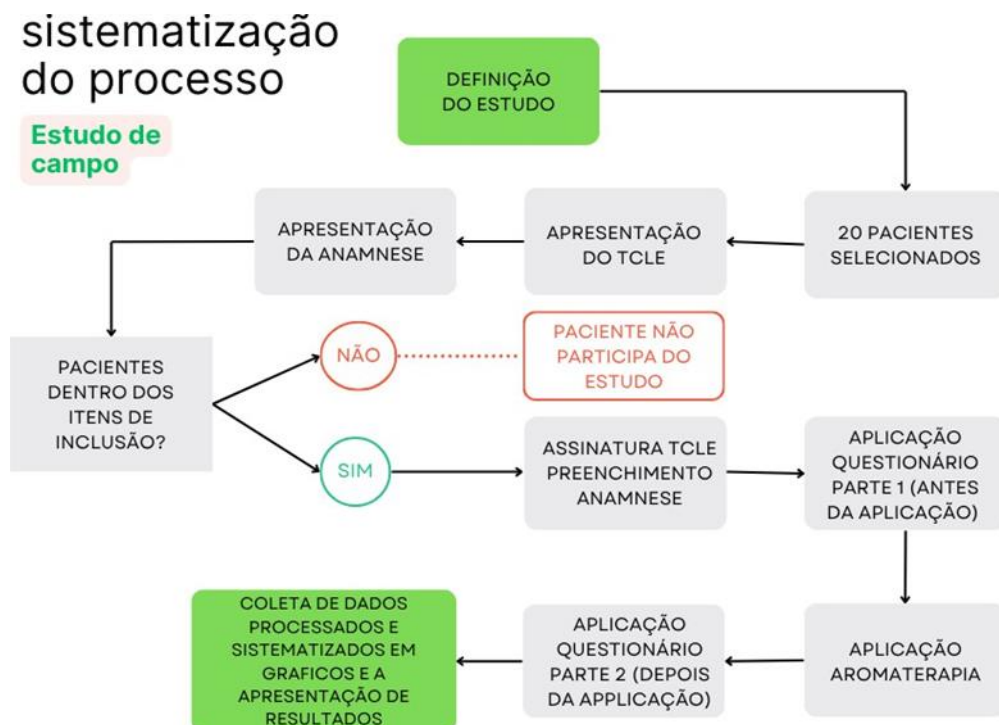 sistematização
do processo
Estudo de
campo
DEFINIÇÃO
DO ESTUDO
20 PACIENTES
SELECIONADOS
APRESENTAÇÃO
DO TCLE
APRESENTAÇÃO
DA ANAMNESE
PACIENTES
DENTRO DOS
ITENS DE
INCLUSÃO?
NÃO
PACIENTE NÃO
PARTICIPA DO
ESTUDO
SIM
ASSINATURA TCLE
PREENCHIMENTO
ANAMNESE
APLICAÇÃO
QUESTIONÁRIO
PARTE 1 (ANTES
DA APLICAÇÃO)
APLICAÇÃO
AROMATERAPIA
APLICAÇÃO
QUESTIONÁRIO
PARTE 2 (DEPOIS
DA APPLICAÇÃO)
COLETA DE DADOS
PROCESSADOS E
SISTEMATIZADOS EM
GRAFICOS E A
APRESENTAÇÃO DE
RESULTADOS